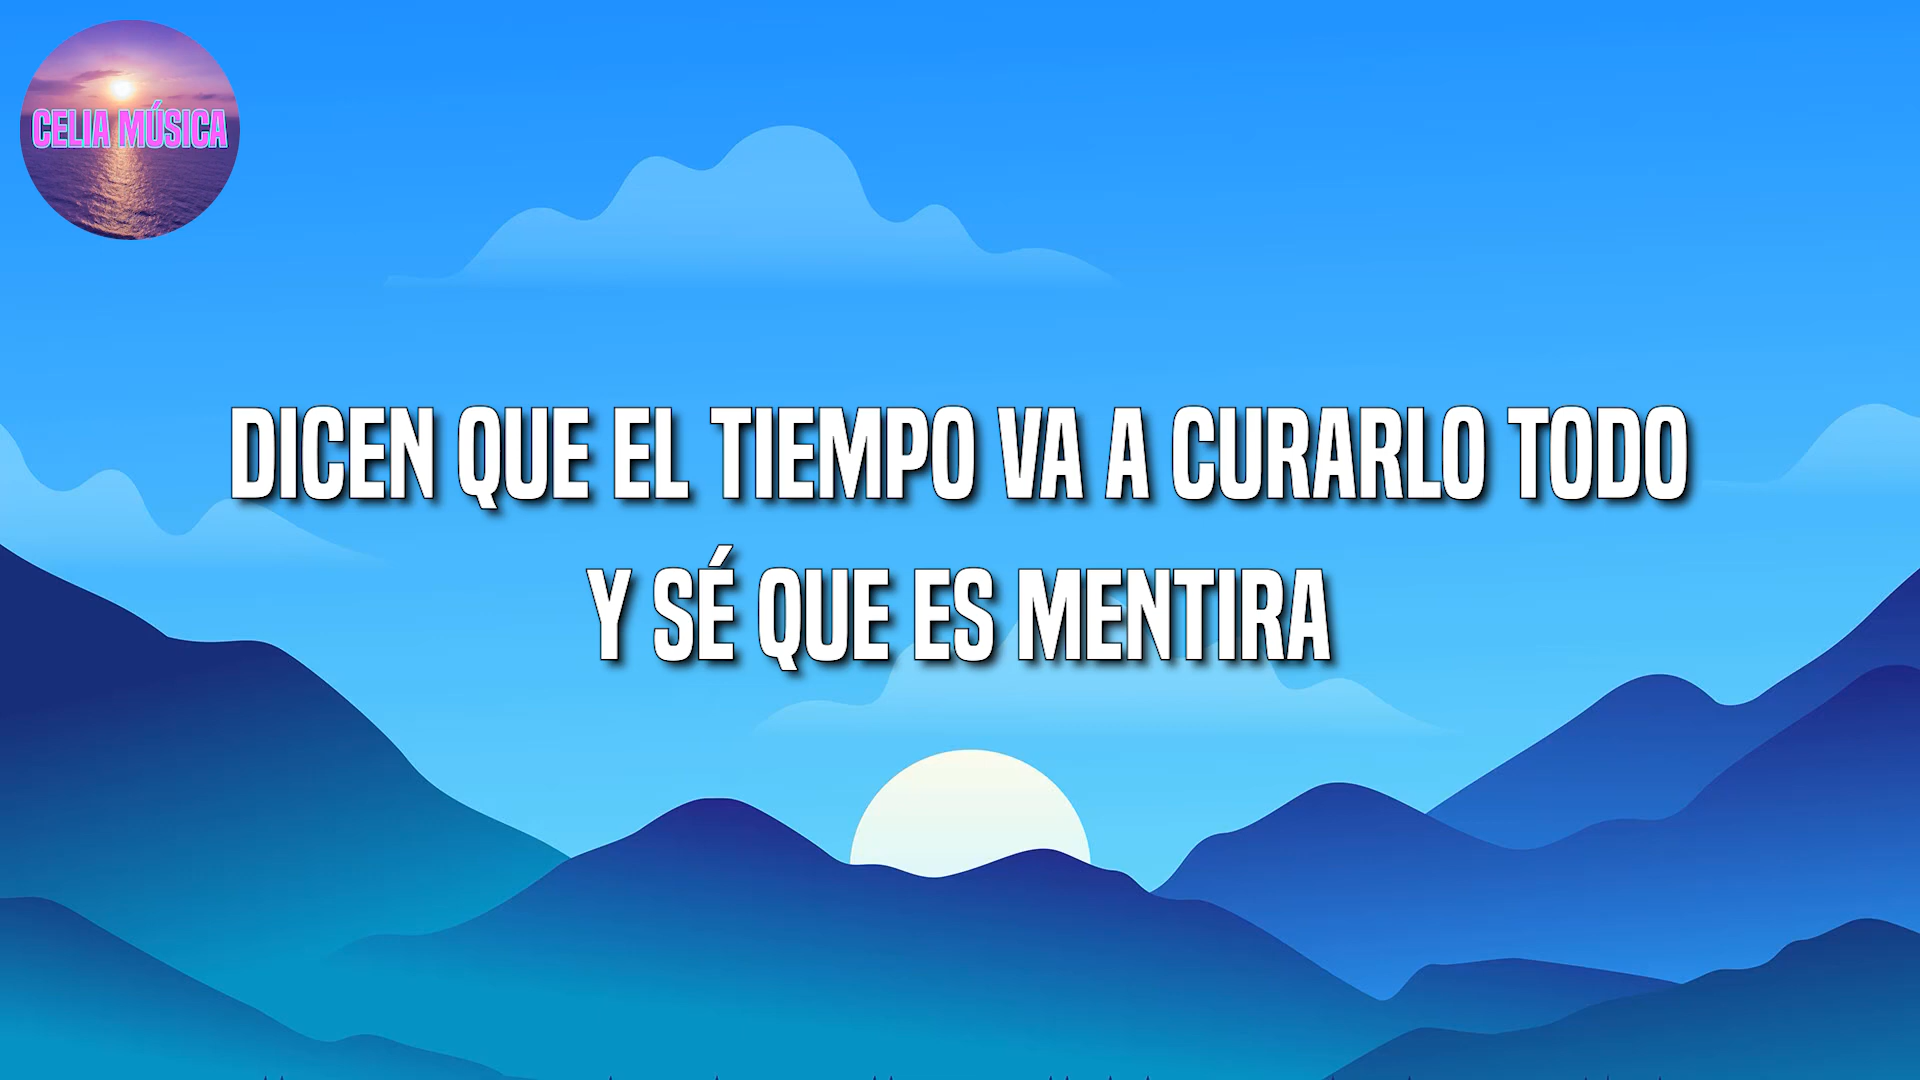 CELIA MÚSICA
DICEN QUE EL TIEMPO VA A CURARLO TODO
Y SÉ QUE ES MENTIRA